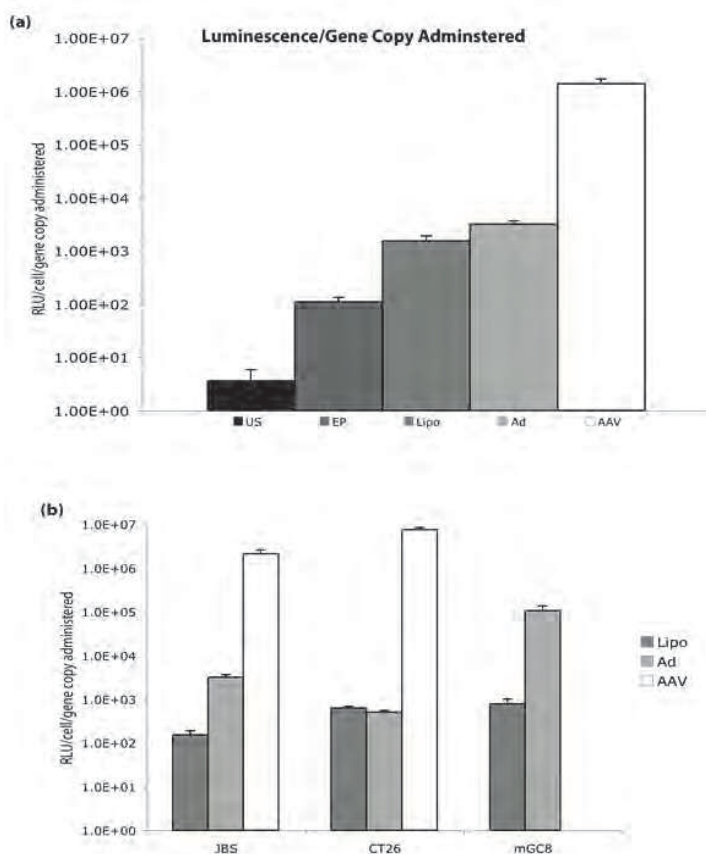 (a)
Luminescence/Gene Copy Adminstered
1.00E+07
1.00E+06
1.00E+05
1.00E+04
1.00E+03
1.00E+02
1.00E+01
1.00E+00
RLU/cell/gene copy administered
US EP Lipo Ad AAV
(b)
1.0E+07
1.0E+06
1.0E+05
1.0E+04
1.0E+03
1.0E+02
1.0E+01
1.0E+00
RLU/cell/gene copy administered
JBS CT26 mGC8
Lipo
Ad
AAV